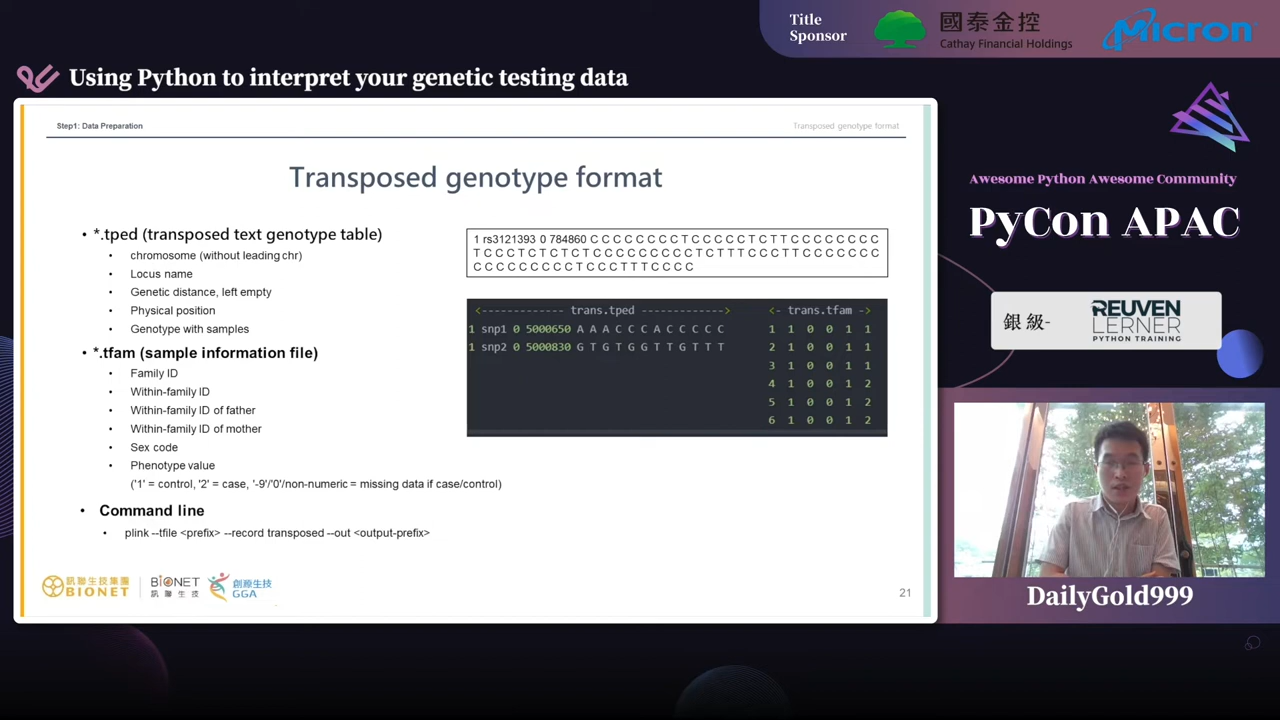 Title
Sponsor
國泰金控
Cathay Financial Holdings
Micron
Using Python to interpret your genetic testing data
Step1: Data Preparation
Transposed genotype format
Transposed genotype format
• *.tped (transposed text genotype table)
• chromosome (without leading chr)
• Locus name
• Genetic distance, left empty
• Physical position
• Genotype with samples
• *.tfam (sample information file)
• Family ID
• Within-family ID
• Within-family ID of father
• Within-family ID of mother
• Sex code
• Phenotype value
('1' = control, '2' = case, '-9'/'0'/non-numeric = missing data if case/control)
• Command line
• plink --tfile <prefix> --record transposed --out <output-prefix>
1 rs3121393 0 784860 C C C C C C C C T C C C C C T C T T C C C C C C C C
T C C C T C T C T C T C C C C C C C C C T C T T T C C C T T C C C C C C C
C C C C C C C C C C T C C C T T T C C C C
<------------- trans.tped ------------->
1 snp1 0 5000650 A A A C C C A C C C C C
1 snp2 0 5000830 G T G T G G T T G T T T
<- trans.tfam ->
1 1 0 0 1 1
2 1 0 0 1 1
3 1 0 0 1 1
4 1 0 0 1 2
5 1 0 0 1 2
6 1 0 0 1 2
訊聯生技集團
BIONET
BIONET
訊聯生技
創源生技
GGA
21
Awesome Python Awesome Community
PyCon APAC
銀級-
REUVEN
LERNER
PYTHON TRAINING
DailyGold999